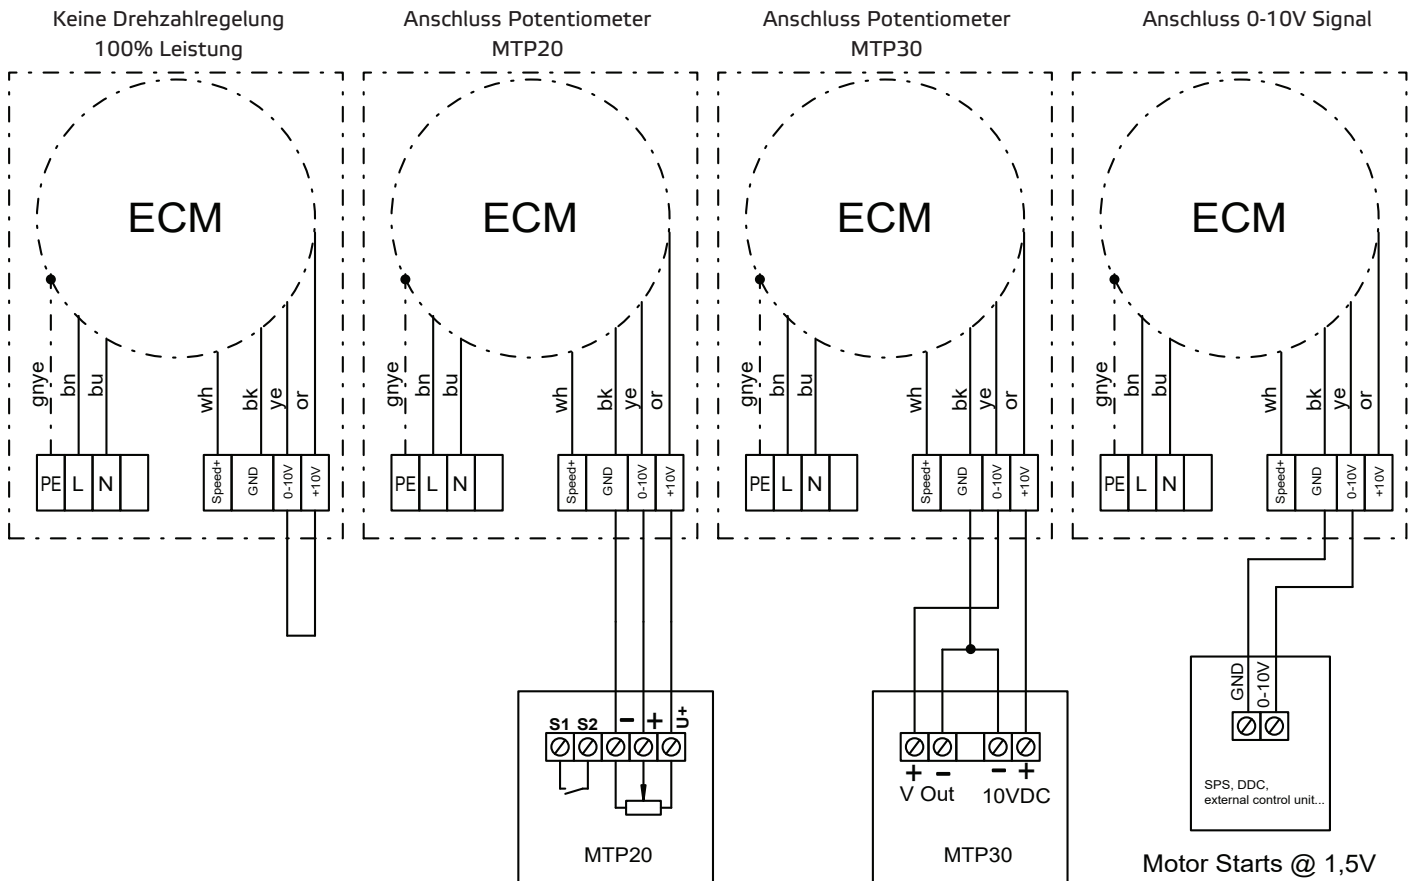 Keine Drehzahlregelung
100% Leistung
Anschluss Potentiometer
MTP20
Anschluss Potentiometer
MTP30
Anschluss 0-10V Signal
ECM
ECM
ECM
ECM
gnye
bn
bu
wh
bk
ye
or
gnye
bn
bu
wh
bk
ye
or
gnye
bn
bu
wh
bk
ye
or
gnye
bn
bu
wh
bk
ye
or
PE L N
Speed+ GND 0-10V +10V
PE L N
Speed+ GND 0-10V +10V
PE L N
Speed+ GND 0-10V +10V
PE L N
Speed+ GND 0-10V +10V
S1 S2 - + U+
MTP20
+ - - +
V Out 10VDC
MTP30
GND
0-10V
SPS, DDC,
external control unit...
Motor Starts @ 1,5V